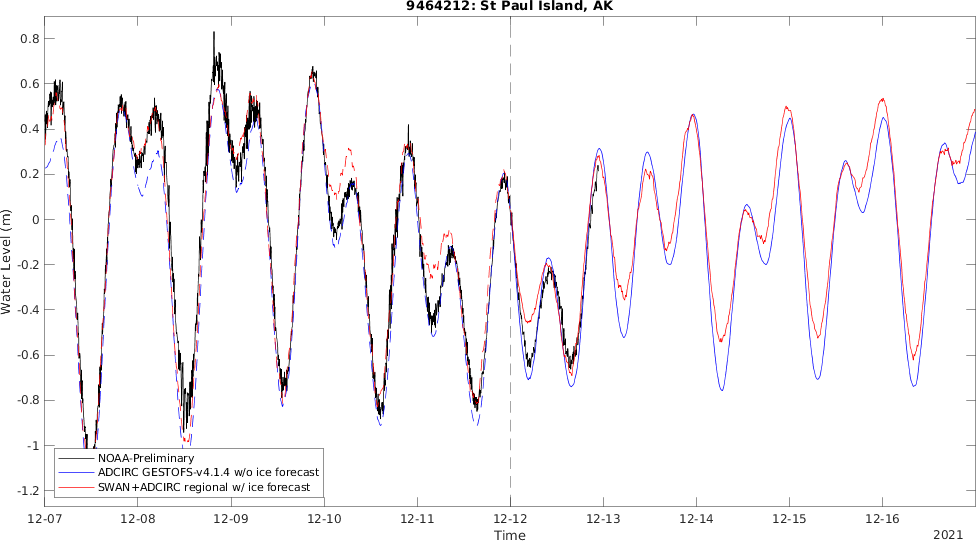 9464212: St Paul Island, AK
0.8
0.6
0.4
0.2
0
-0.2
-0.4
-0.6
-0.8
-1
-1.2
Water Level (m)
NOAA-Preliminary
ADCIRC GESTOFS-v4.1.4 w/o ice forecast
SWAN+ADCIRC regional w/ ice forecast
12-07 12-08 12-09 12-10 12-11 12-12 12-13 12-14 12-15 12-16
Time
2021